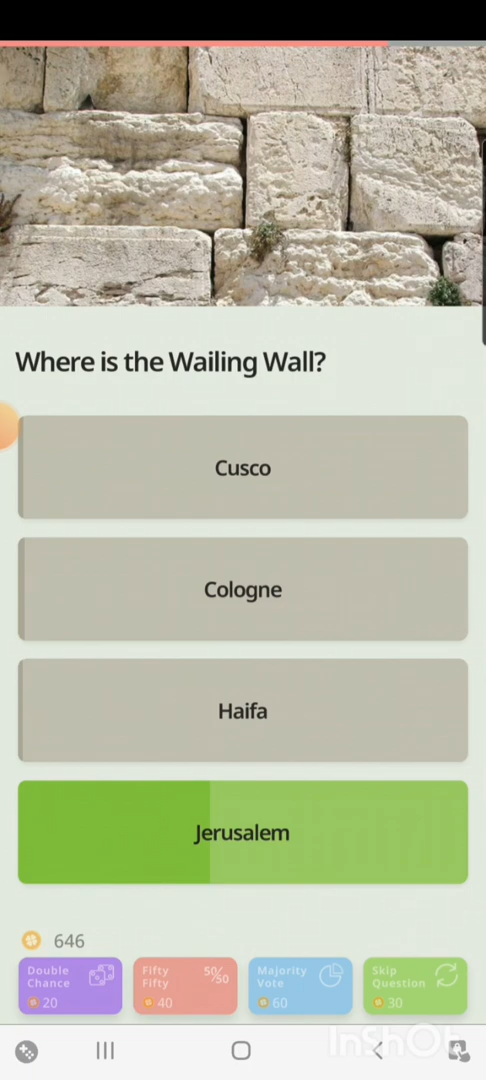 Where is the Wailing Wall?
Cusco
Cologne
Haifa
Jerusalem
646
Double Chance
20
Fifty Fifty
50/50
40
Majority Vote
60
Skip Question
30
InShOt